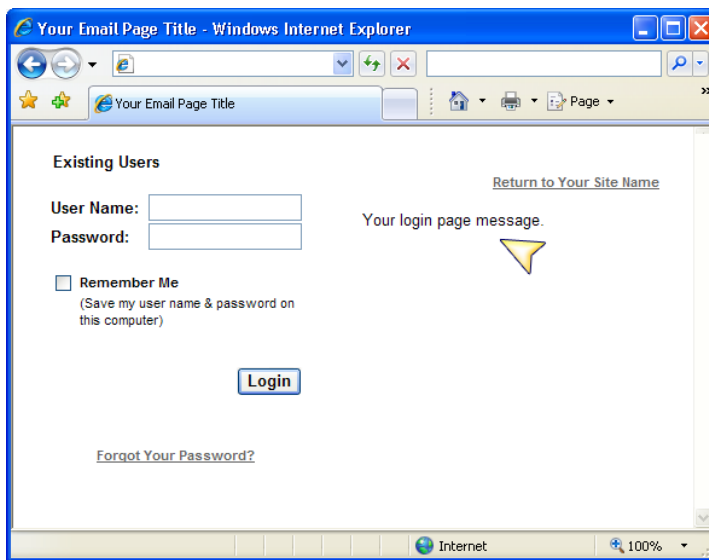 Your Email Page Title - Windows Internet Explorer
Your Email Page Title
Page
»
Existing Users
Return to Your Site Name
User Name:
Your login page message.
Password:
Remember Me
(Save my user name & password on
this computer)
Login
Forgot Your Password?
Internet
100%